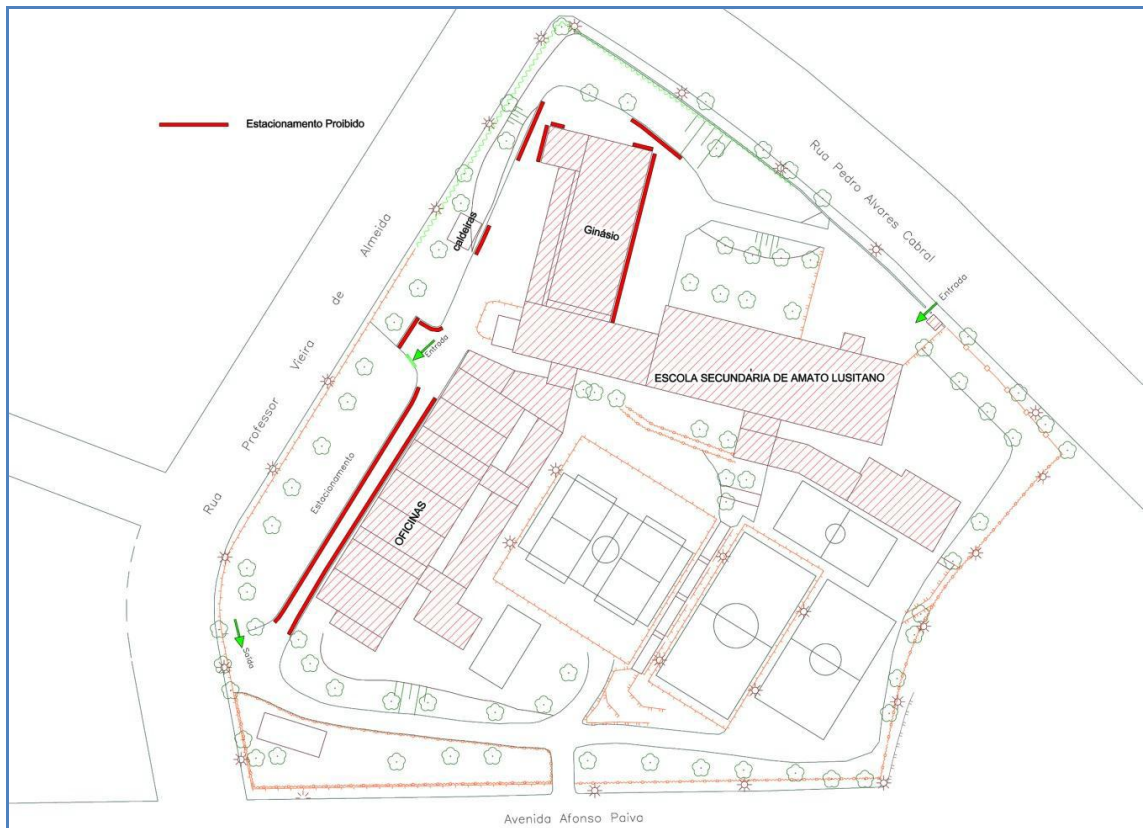 Estacionamento Proibido
Rua Pedro Alvares Cabral
Rua Professor Vieira de Almeida
caldeiras
Ginásio
Entrada
Entrada
ESCOLA SECUNDÁRIA DE AMATO LUSITANO
Estacionamento
OFICINAS
Saída
Avenida Afonso Paiva